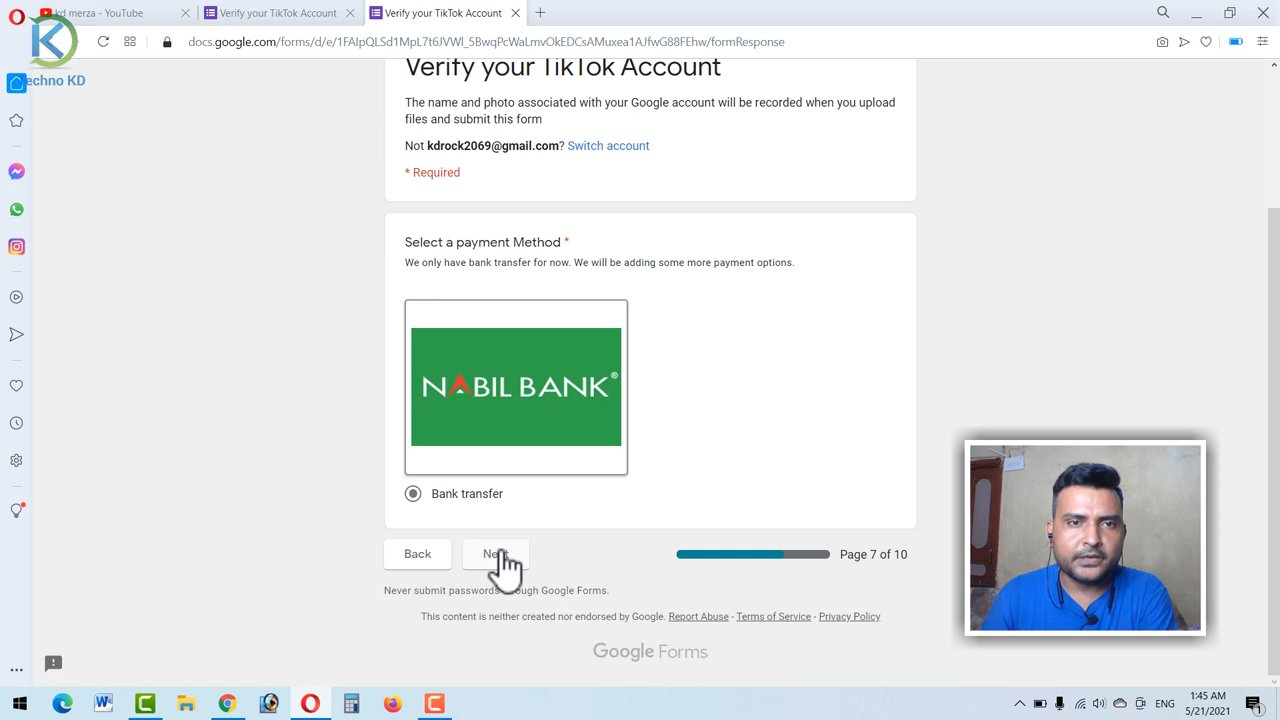 kd merza - YouTube
Verify your TikTok Account
Verify your TikTok Account
docs.google.com/forms/d/e/1FAIpQLSd1MpL7t6JVWl_5BwqPcWaLmvOkEDCsAMuxea1AJfwG88FEhw/formResponse
K
echno KD
Verify your TikTok Account
The name and photo associated with your Google account will be recorded when you upload
files and submit this form
Not kdrock2069@gmail.com? Switch account
* Required
Select a payment Method *
We only have bank transfer for now. We will be adding some more payment options.
NABIL BANK®
Bank transfer
Back
Page 7 of 10
Never submit passwords through Google Forms.
This content is neither created nor endorsed by Google. Report Abuse - Terms of Service - Privacy Policy
Google Forms
ENG
1:45 AM
5/21/2021
1